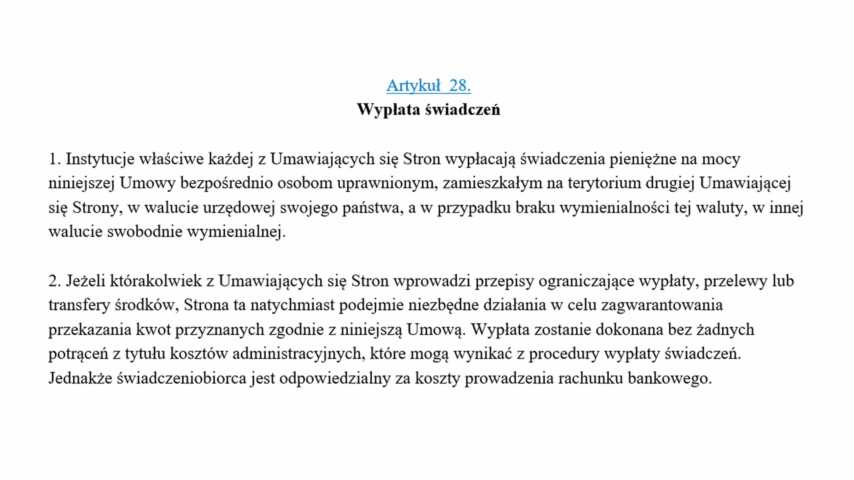 Artykuł 28.
Wypłata świadczeń
1. Instytucje właściwe każdej z Umawiających się Stron wypłacają świadczenia pieniężne na mocy
niniejszej Umowy bezpośrednio osobom uprawnionym, zamieszkałym na terytorium drugiej Umawiającej
się Strony, w walucie urzędowej swojego państwa, a w przypadku braku wymienialności tej waluty, w innej
walucie swobodnie wymienialnej.
2. Jeżeli którakolwiek z Umawiających się Stron wprowadzi przepisy ograniczające wypłaty, przelewy lub
transfery środków, Strona ta natychmiast podejmie niezbędne działania w celu zagwarantowania
przekazania kwot przyznanych zgodnie z niniejszą Umową. Wypłata zostanie dokonana bez żadnych
potrąceń z tytułu kosztów administracyjnych, które mogą wynikać z procedury wypłaty świadczeń.
Jednakże świadczeniobiorca jest odpowiedzialny za koszty prowadzenia rachunku bankowego.